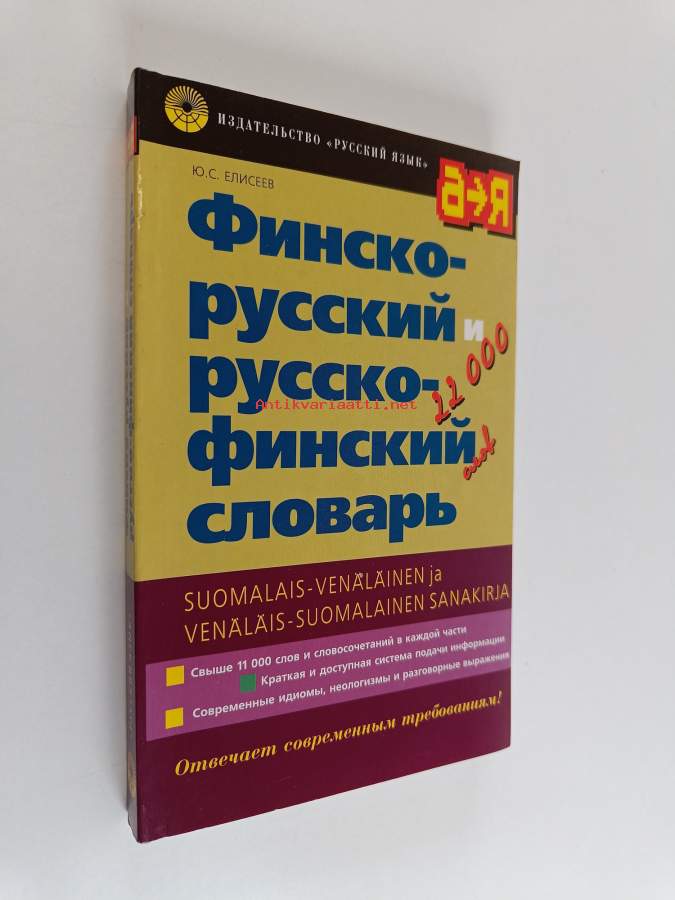 ИЗДАТЕЛЬСТВО «РУССКИЙ ЯЗЫК»
Ю.С. ЕЛИСЕЕВ
а→я
Финско-
русский и
русско-
22 000
Antikvariaatti.net
финский
слов
словарь
SUOMALAIS-VENÄLÄINEN ja
VENÄLÄIS-SUOMALAINEN SANAKIRJA
Свыше 11 000 слов и словосочетаний в каждой части
Краткая и доступная система подачи информации
Современные идиомы, неологизмы и разговорные выражения
Отвечает современным требованиям!